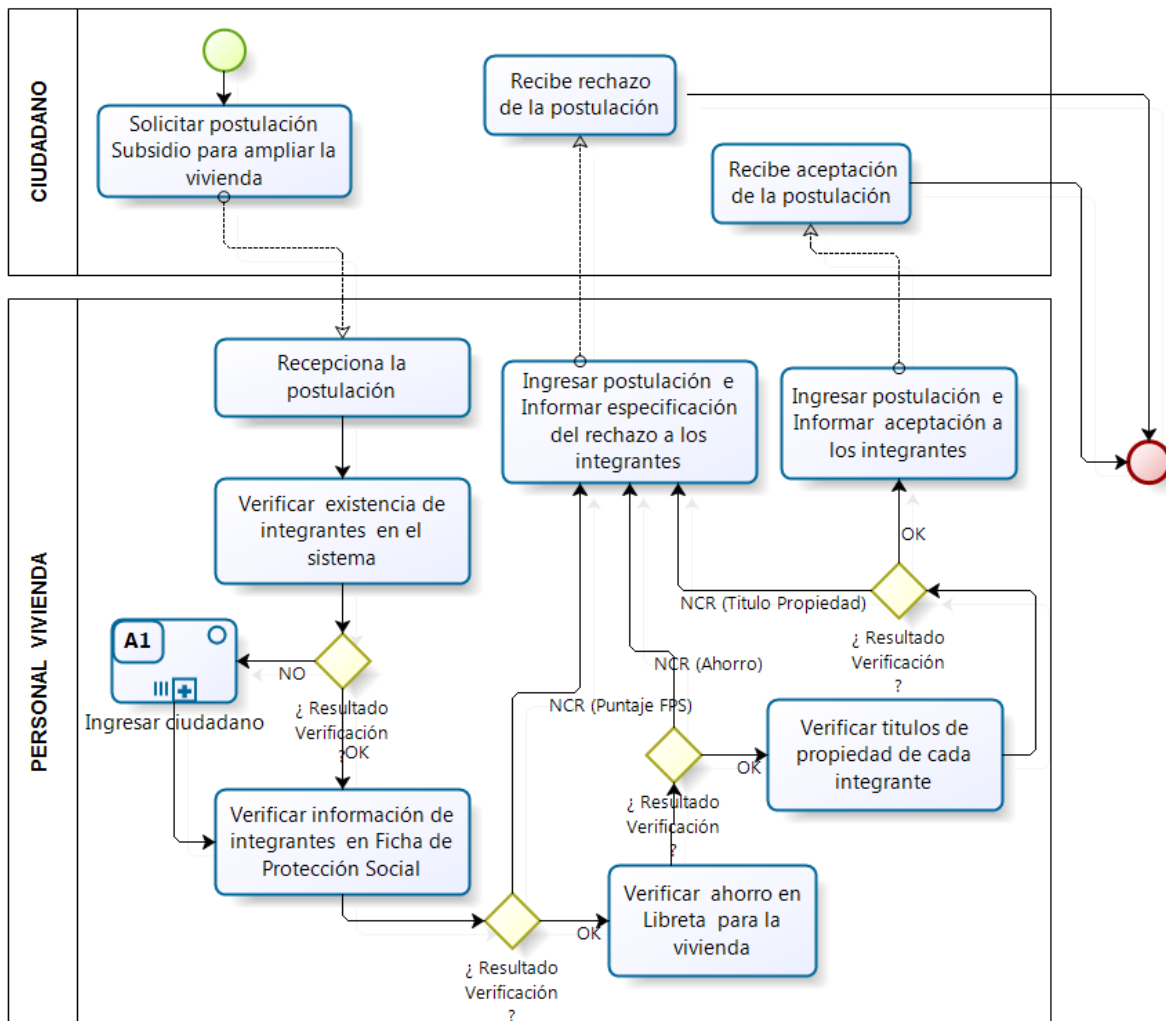 CIUDADANO
Solicitar postulación
Subsidio para ampliar la
vivienda
Recibe rechazo
de la postulación
Recibe aceptación
de la postulación
PERSONAL VIVIENDA
Recepciona la
postulación
Verificar existencia de
integrantes en el
sistema
¿ Resultado
Verificación
?
NO
OK
A1
Ingresar ciudadano
Verificar información de
integrantes en Ficha de
Protección Social
¿ Resultado
Verificación
?
NCR (Puntaje FPS)
OK
Verificar ahorro en
Libreta para la
vivienda
¿ Resultado
Verificación
?
NCR (Ahorro)
OK
Verificar titulos de
propiedad de cada
integrante
¿ Resultado
Verificación
?
NCR (Titulo Propiedad)
OK
Ingresar postulación e
Informar especificación
del rechazo a los
integrantes
Ingresar postulación e
Informar aceptación a
los integrantes